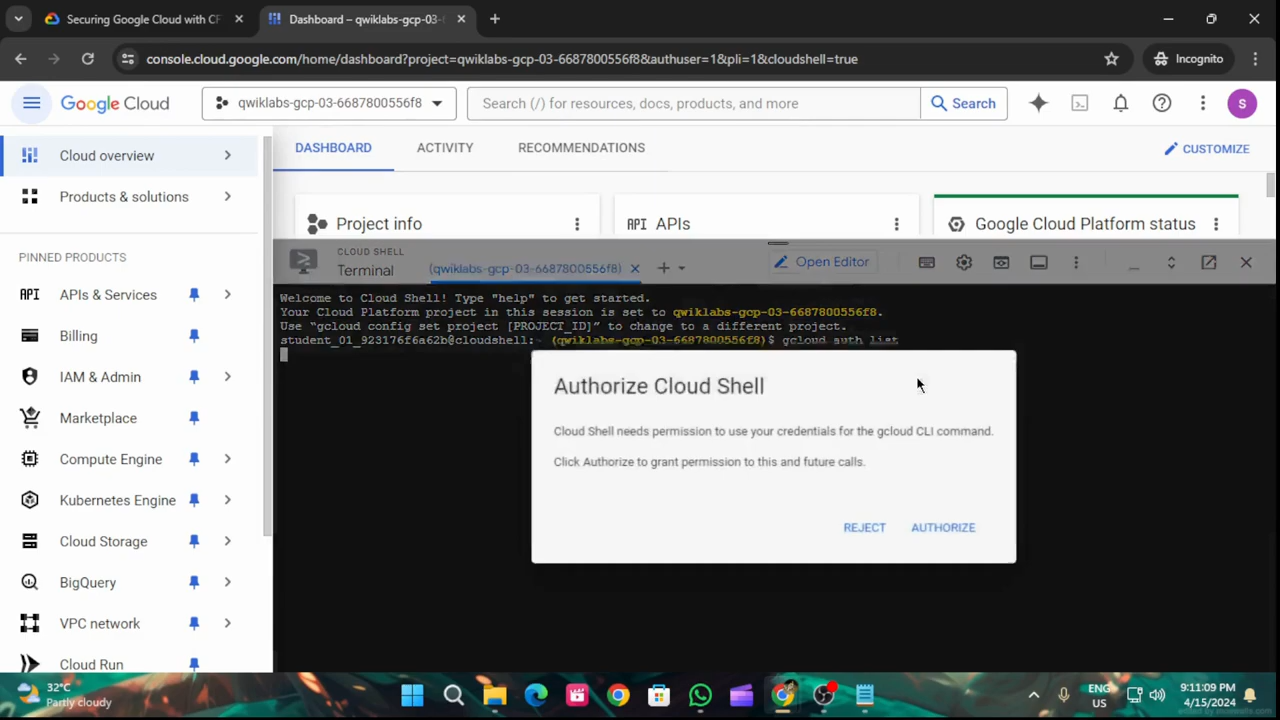 Securing Google Cloud with CF
Dashboard – qwiklabs-gcp-03-
console.cloud.google.com/home/dashboard?project=qwiklabs-gcp-03-6687800556f8&authuser=1&pli=1&cloudshell=true
Incognito
Google Cloud
qwiklabs-gcp-03-6687800556f8
Search (/) for resources, docs, products, and more
Search
S
Cloud overview
Products & solutions
PINNED PRODUCTS
API APIs & Services
Billing
IAM & Admin
Marketplace
Compute Engine
Kubernetes Engine
Cloud Storage
BigQuery
VPC network
Cloud Run
DASHBOARD
ACTIVITY
RECOMMENDATIONS
CUSTOMIZE
Project info
API APIs
Google Cloud Platform status
CLOUD SHELL
Terminal
(qwiklabs-gcp-03-6687800556f8)
Open Editor
Welcome to Cloud Shell! Type "help" to get started.
Your Cloud Platform project in this session is set to qwiklabs-gcp-03-6687800556f8.
Use "gcloud config set project [PROJECT_ID]" to change to a different project.
student_01_923176f6a62b@cloudshell:~ (qwiklabs-gcp-03-6687800556f8)$ gcloud auth list
Authorize Cloud Shell
Cloud Shell needs permission to use your credentials for the gcloud CLI command.
Click Authorize to grant permission to this and future calls.
REJECT
AUTHORIZE
32°C
Partly cloudy
ENG
US
9:11:09 PM
4/15/2024